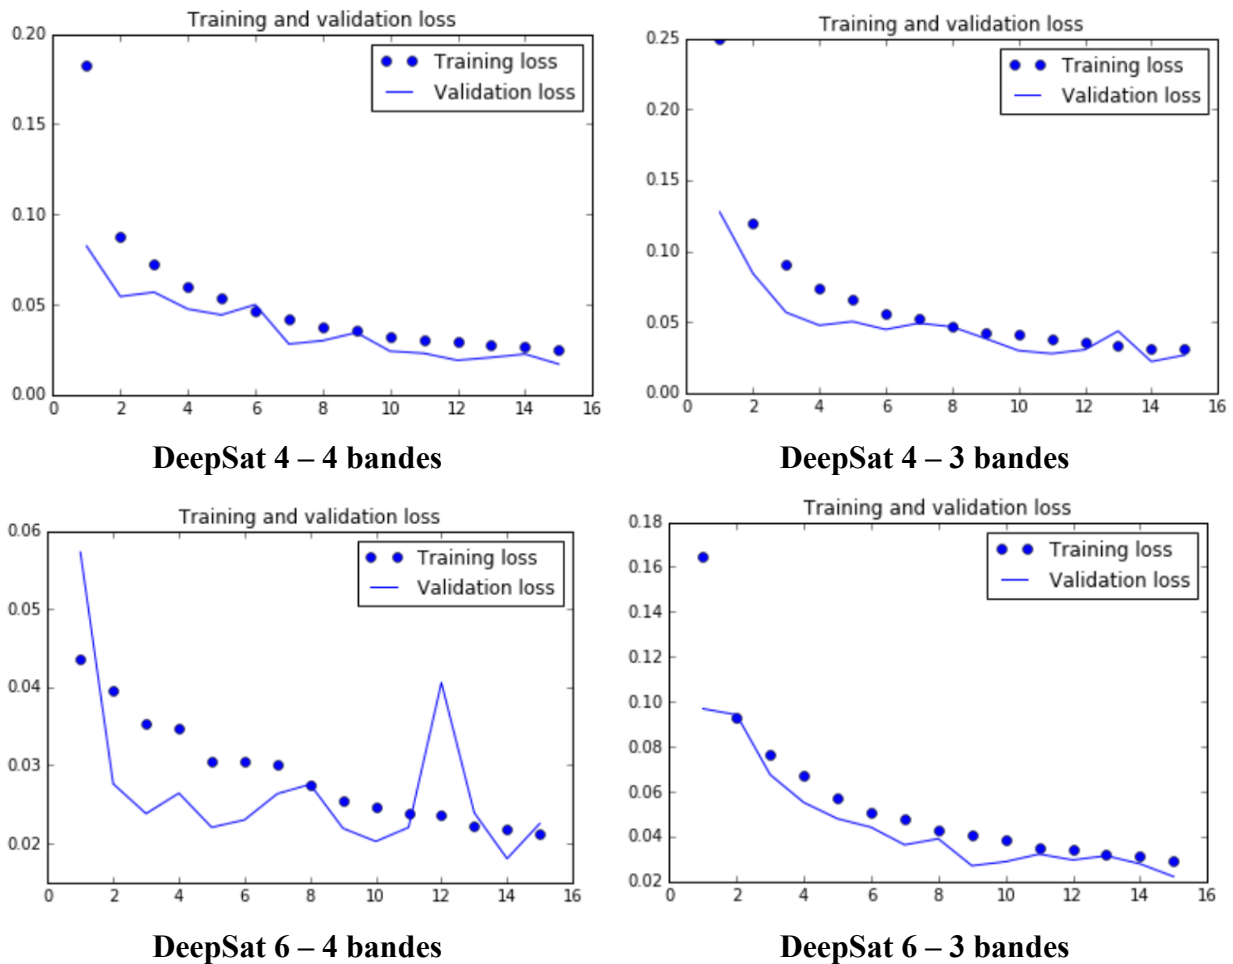 Training and validation loss
0.20
0.15
0.10
0.05
0.00
0 2 4 6 8 10 12 14 16
Training loss
Validation loss
DeepSat 4 – 4 bandes
Training and validation loss
0.25
0.20
0.15
0.10
0.05
0.00
0 2 4 6 8 10 12 14 16
Training loss
Validation loss
DeepSat 4 – 3 bandes
Training and validation loss
0.06
0.05
0.04
0.03
0.02
0 2 4 6 8 10 12 14 16
Training loss
Validation loss
DeepSat 6 – 4 bandes
Training and validation loss
0.18
0.16
0.14
0.12
0.10
0.08
0.06
0.04
0.02
0 2 4 6 8 10 12 14 16
Training loss
Validation loss
DeepSat 6 – 3 bandes